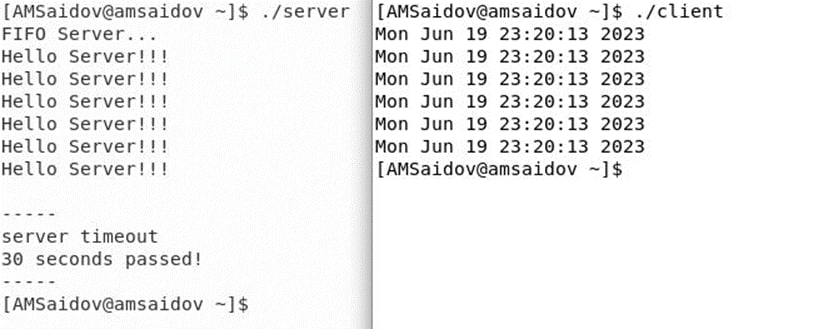 [AMSaidov@amsaidov ~]$ ./server
FIFO Server...
Hello Server!!!
Hello Server!!!
Hello Server!!!
Hello Server!!!
Hello Server!!!
Hello Server!!!
-----
server timeout
30 seconds passed!
-----
[AMSaidov@amsaidov ~]$
[AMSaidov@amsaidov ~]$ ./client
Mon Jun 19 23:20:13 2023
Mon Jun 19 23:20:13 2023
Mon Jun 19 23:20:13 2023
Mon Jun 19 23:20:13 2023
Mon Jun 19 23:20:13 2023
Mon Jun 19 23:20:13 2023
[AMSaidov@amsaidov ~]$